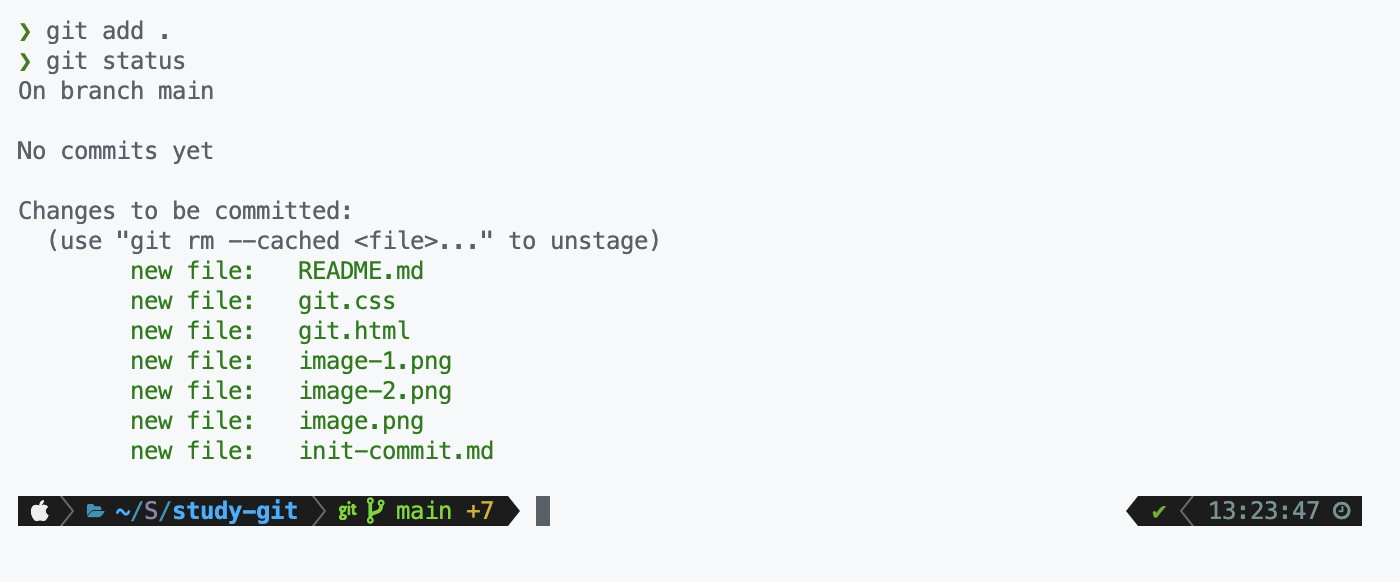 ❯ git add .
❯ git status
On branch main
No commits yet
Changes to be committed:
(use "git rm --cached <file>..." to unstage)
new file:   README.md
new file:   git.css
new file:   git.html
new file:   image-1.png
new file:   image-2.png
new file:   image.png
new file:   init-commit.md
~/S/study-git git main +7 ✔ 13:23:47